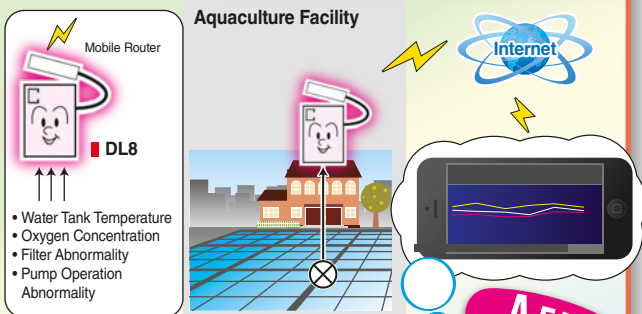 Mobile Router
C
DL8
• Water Tank Temperature
• Oxygen Concentration
• Filter Abnormality
• Pump Operation
Abnormality
Aquaculture Facility
C
Internet